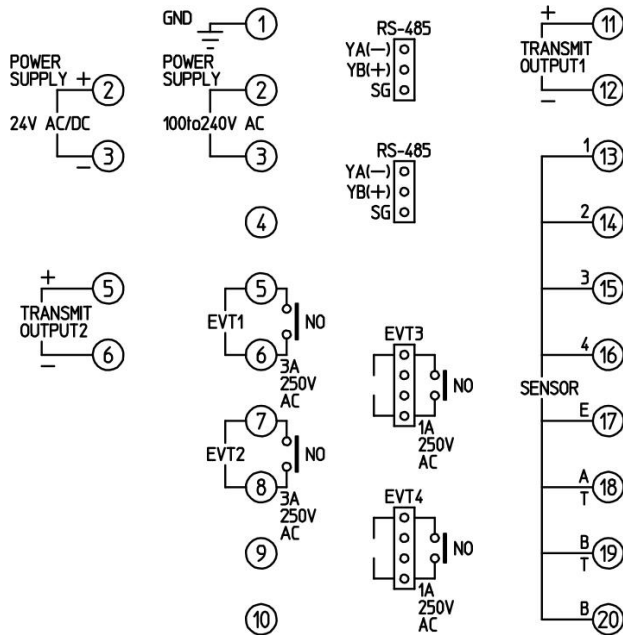 GND
1
POWER
SUPPLY +
2
24V AC/DC
–
3
POWER
SUPPLY
2
100to240V AC
3
4
+
5
TRANSMIT
OUTPUT2
–
6
5
EVT1
NO
6
3A
250V
AC
7
EVT2
NO
8
3A
250V
AC
9
10
RS-485
YA(–)
YB(+)
SG
RS-485
YA(–)
YB(+)
SG
EVT3
NO
1A
250V
AC
EVT4
NO
1A
250V
AC
+
11
TRANSMIT
OUTPUT1
–
12
1
13
2
14
3
15
4
16
SENSOR
E
17
A
T
18
B
T
19
B
20